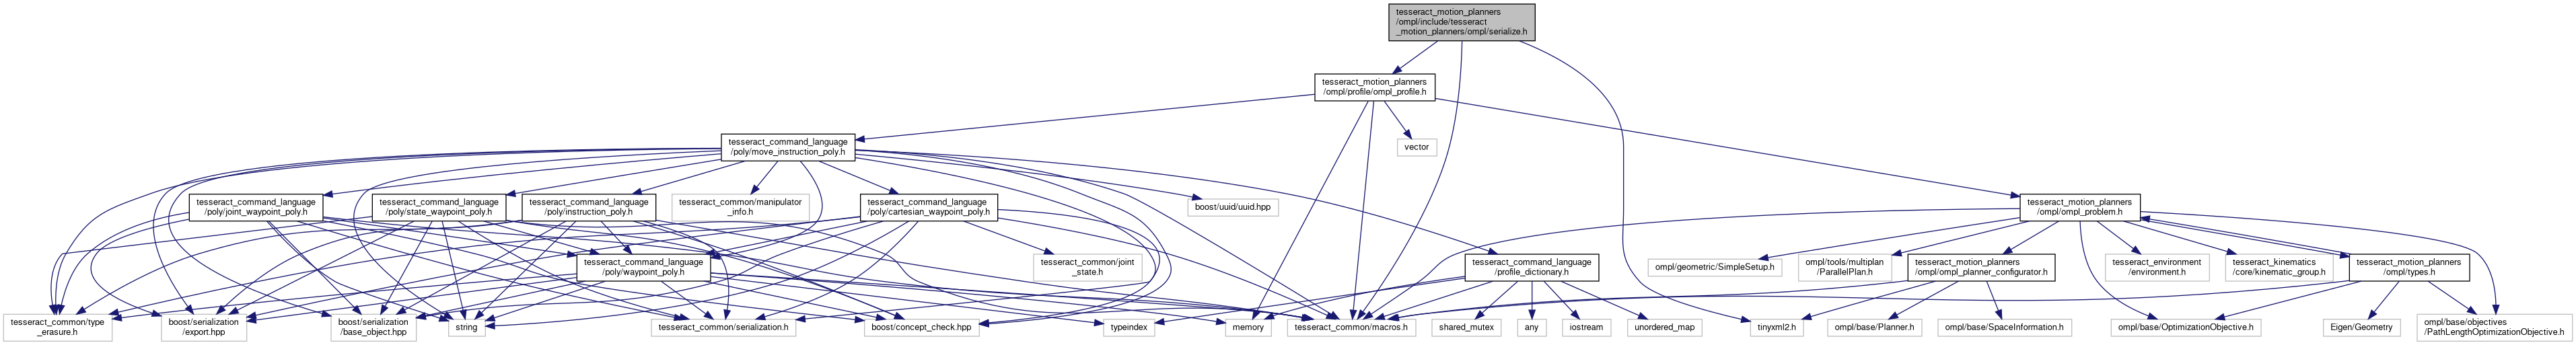 tesseract_motion_planners
/ompl/include/tesseract
_motion_planners/ompl/serialize.h
tesseract_motion_planners
/ompl/profile/ompl_profile.h
tesseract_command_language
/poly/move_instruction_poly.h
vector
tesseract_command_language
/poly/joint_waypoint_poly.h
tesseract_command_language
/poly/state_waypoint_poly.h
tesseract_command_language
/poly/instruction_poly.h
tesseract_common/manipulator
_info.h
tesseract_command_language
/poly/cartesian_waypoint_poly.h
boost/uuid/uuid.hpp
tesseract_motion_planners
/ompl/ompl_problem.h
tesseract_command_language
/poly/waypoint_poly.h
tesseract_common/joint
_state.h
tesseract_command_language
/profile_dictionary.h
ompl/geometric/SimpleSetup.h
ompl/tools/multiplan
/ParallelPlan.h
tesseract_motion_planners
/ompl/ompl_planner_configurator.h
tesseract_environment
/environment.h
tesseract_kinematics
/core/kinematic_group.h
tesseract_motion_planners
/ompl/types.h
tesseract_common/type
_erasure.h
boost/serialization
/export.hpp
boost/serialization
/base_object.hpp
string
tesseract_common/serialization.h
boost/concept_check.hpp
typeindex
memory
tesseract_common/macros.h
shared_mutex
any
iostream
unordered_map
tinyxml2.h
ompl/base/Planner.h
ompl/base/SpaceInformation.h
ompl/base/OptimizationObjective.h
Eigen/Geometry
ompl/base/objectives
/PathLengthOptimizationObjective.h